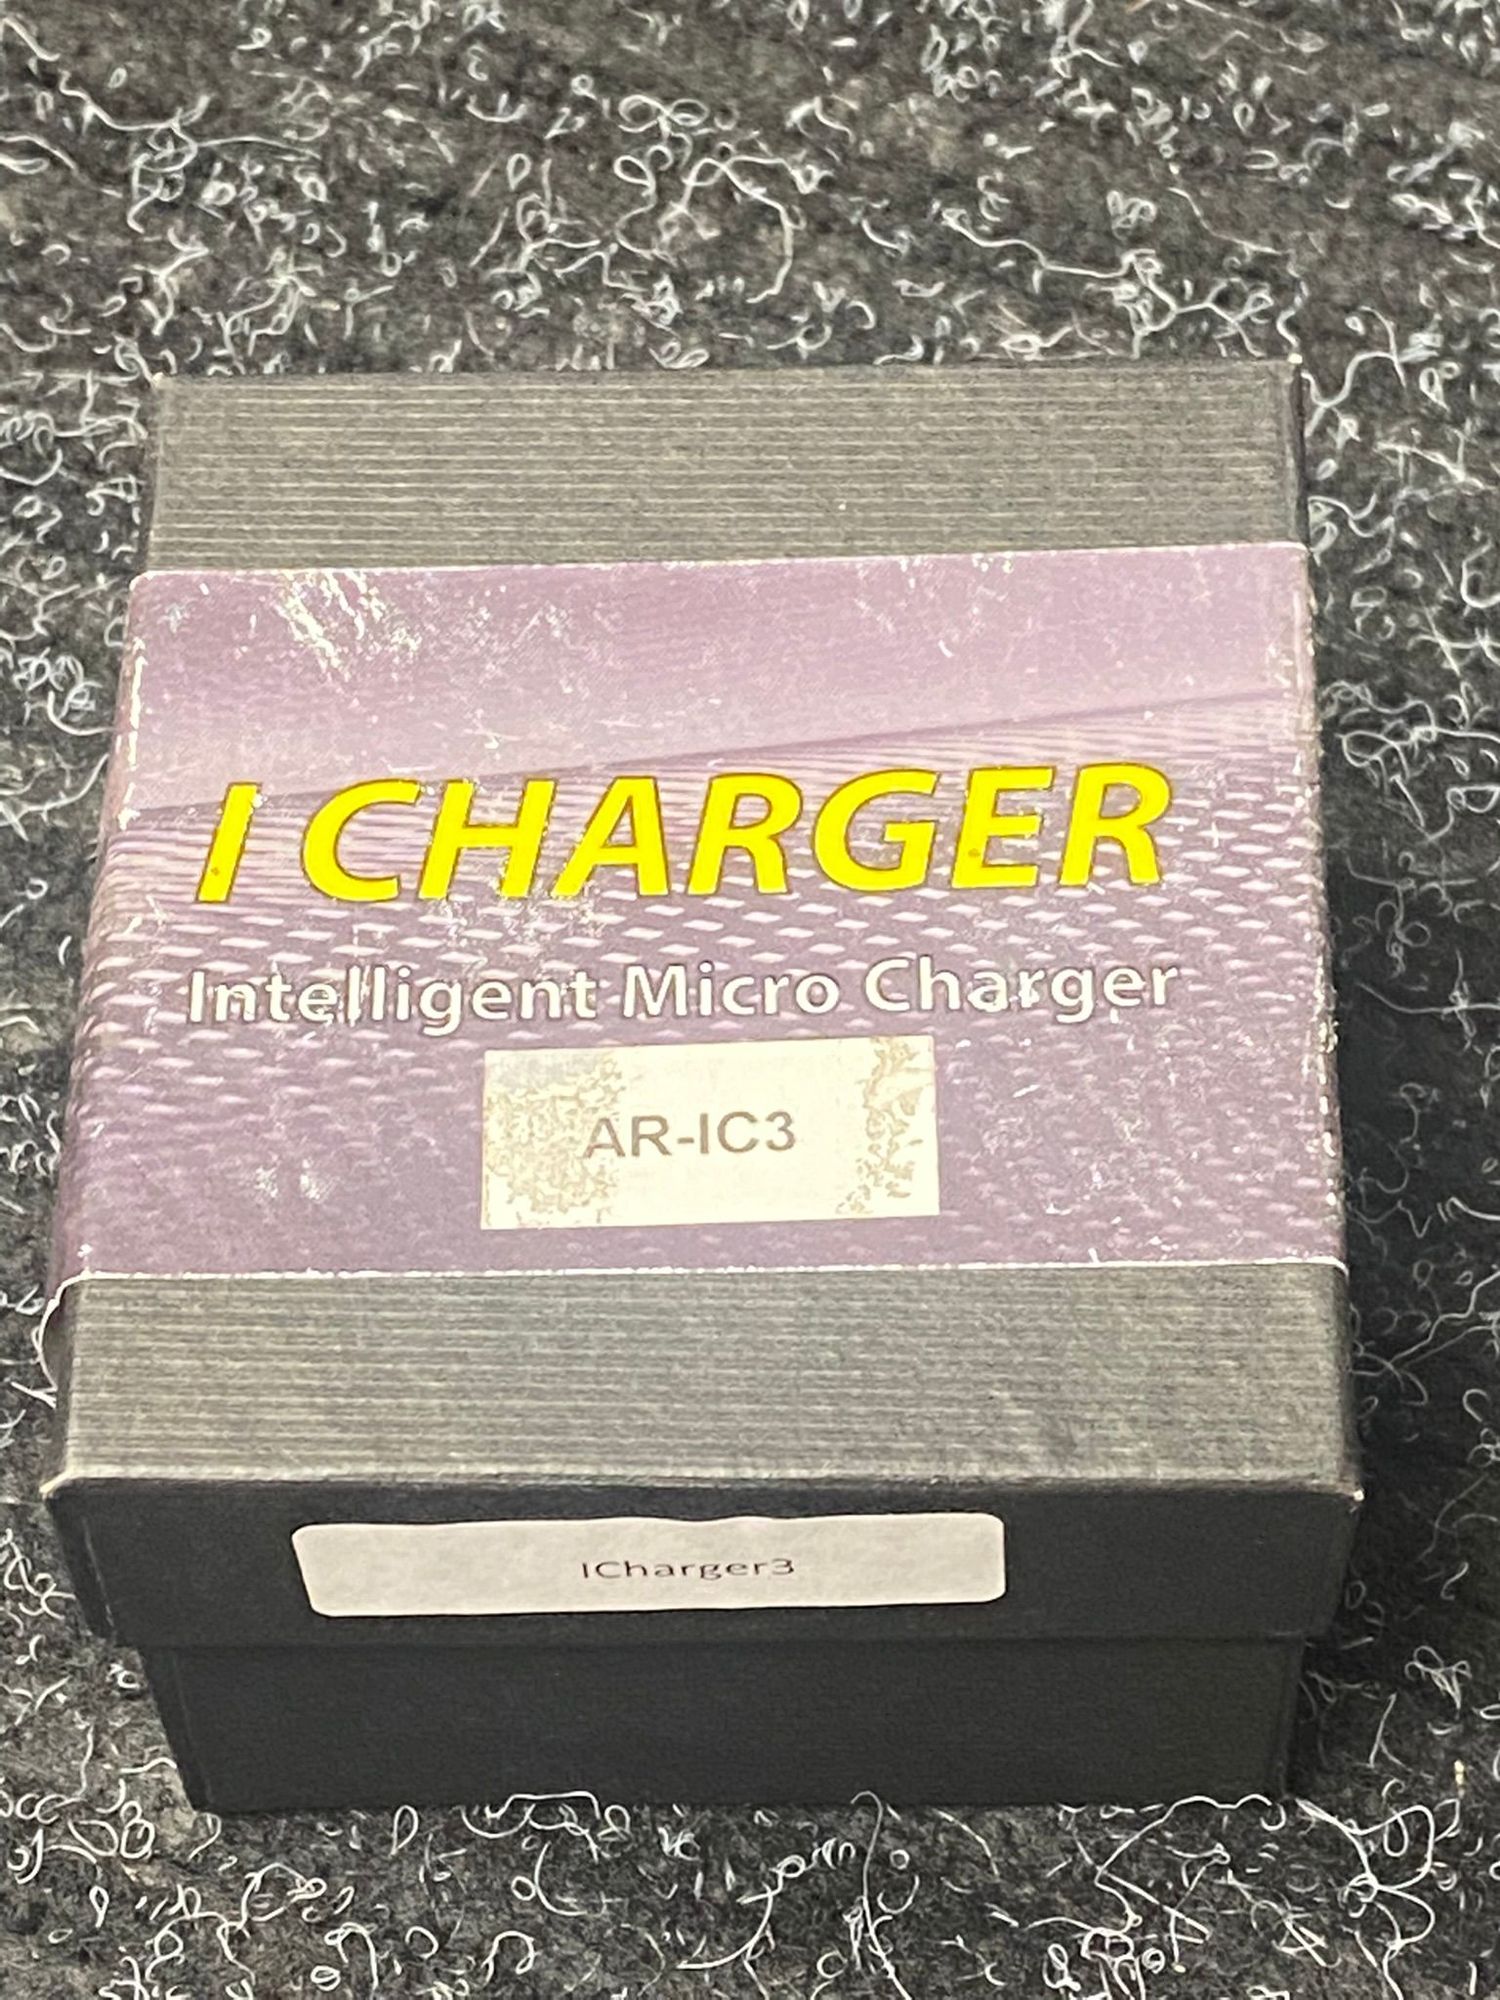 I CHARGER
Intelligent Micro Charger
AR-IC3
ICharger3